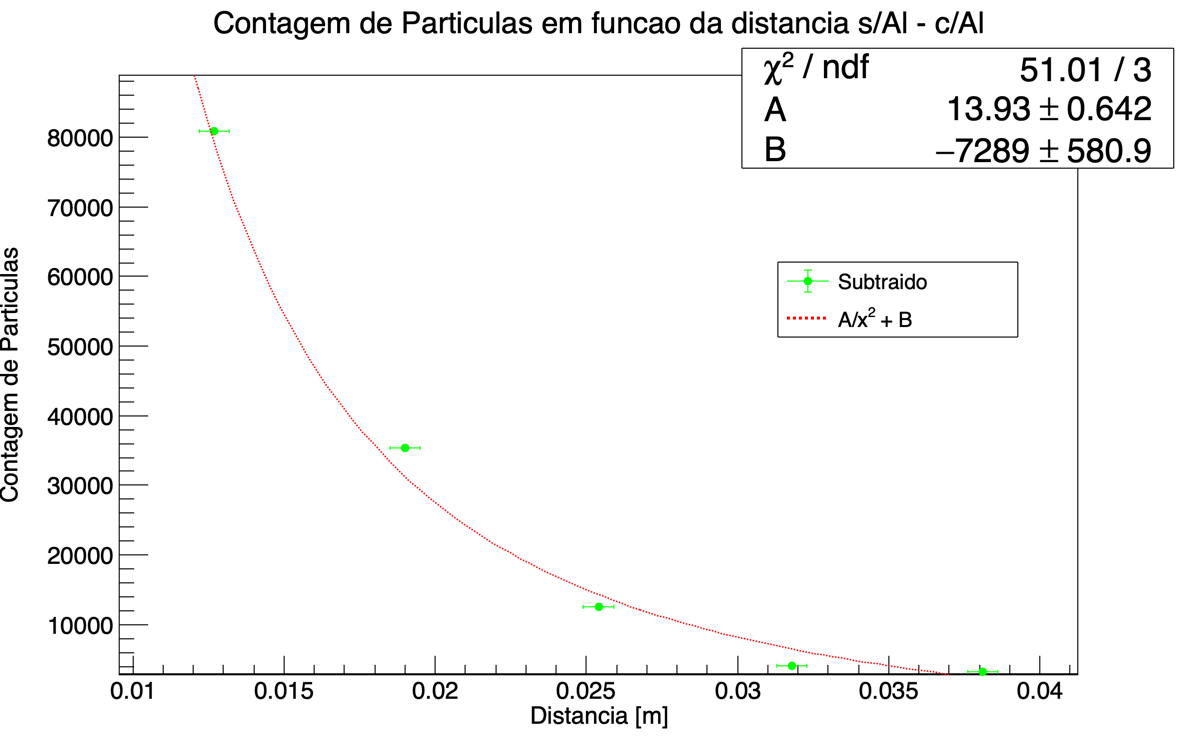 Contagem de Particulas em funcao da distancia s/Al - c/Al
χ² / ndf 51.01 / 3
A 13.93 ± 0.642
B −7289 ± 580.9
Contagem de Particulas
80000
70000
60000
50000
40000
30000
20000
10000
Subtraido
A/x² + B
0.01 0.015 0.02 0.025 0.03 0.035 0.04
Distancia [m]